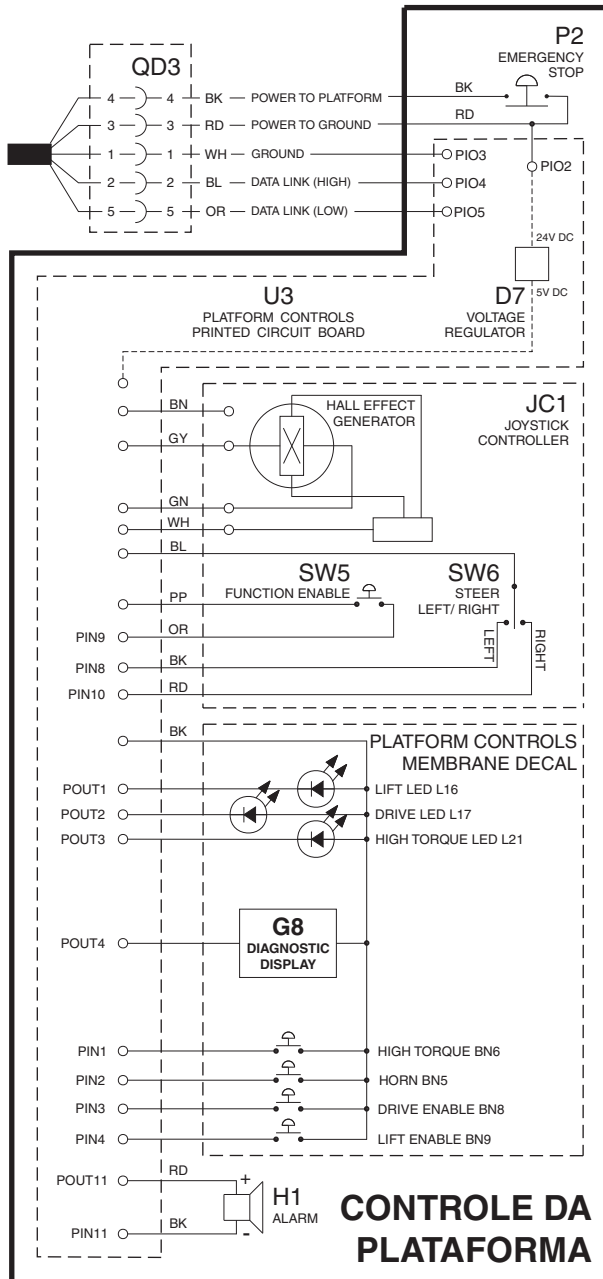 P2
EMERGENCY
STOP
QD3
4 4 BK POWER TO PLATFORM BK
3 3 RD POWER TO GROUND RD
1 1 WH GROUND PIO3
2 2 BL DATA LINK (HIGH) PIO4
5 5 OR DATA LINK (LOW) PIO5
PIO2
24V DC
5V DC
U3
PLATFORM CONTROLS
PRINTED CIRCUIT BOARD
D7
VOLTAGE
REGULATOR
BN
GY
GN
WH
BL
HALL EFFECT
GENERATOR
JC1
JOYSTICK
CONTROLLER
SW5
FUNCTION ENABLE
SW6
STEER
LEFT/ RIGHT
LEFT
RIGHT
PP
PIN9 OR
PIN8 BK
PIN10 RD
BK
PLATFORM CONTROLS
MEMBRANE DECAL
POUT1 LIFT LED L16
POUT2 DRIVE LED L17
POUT3 HIGH TORQUE LED L21
POUT4
G8
DIAGNOSTIC
DISPLAY
PIN1 HIGH TORQUE BN6
PIN2 HORN BN5
PIN3 DRIVE ENABLE BN8
PIN4 LIFT ENABLE BN9
POUT11 RD +
H1
ALARM
PIN11 BK -
CONTROLE DA
PLATAFORMA